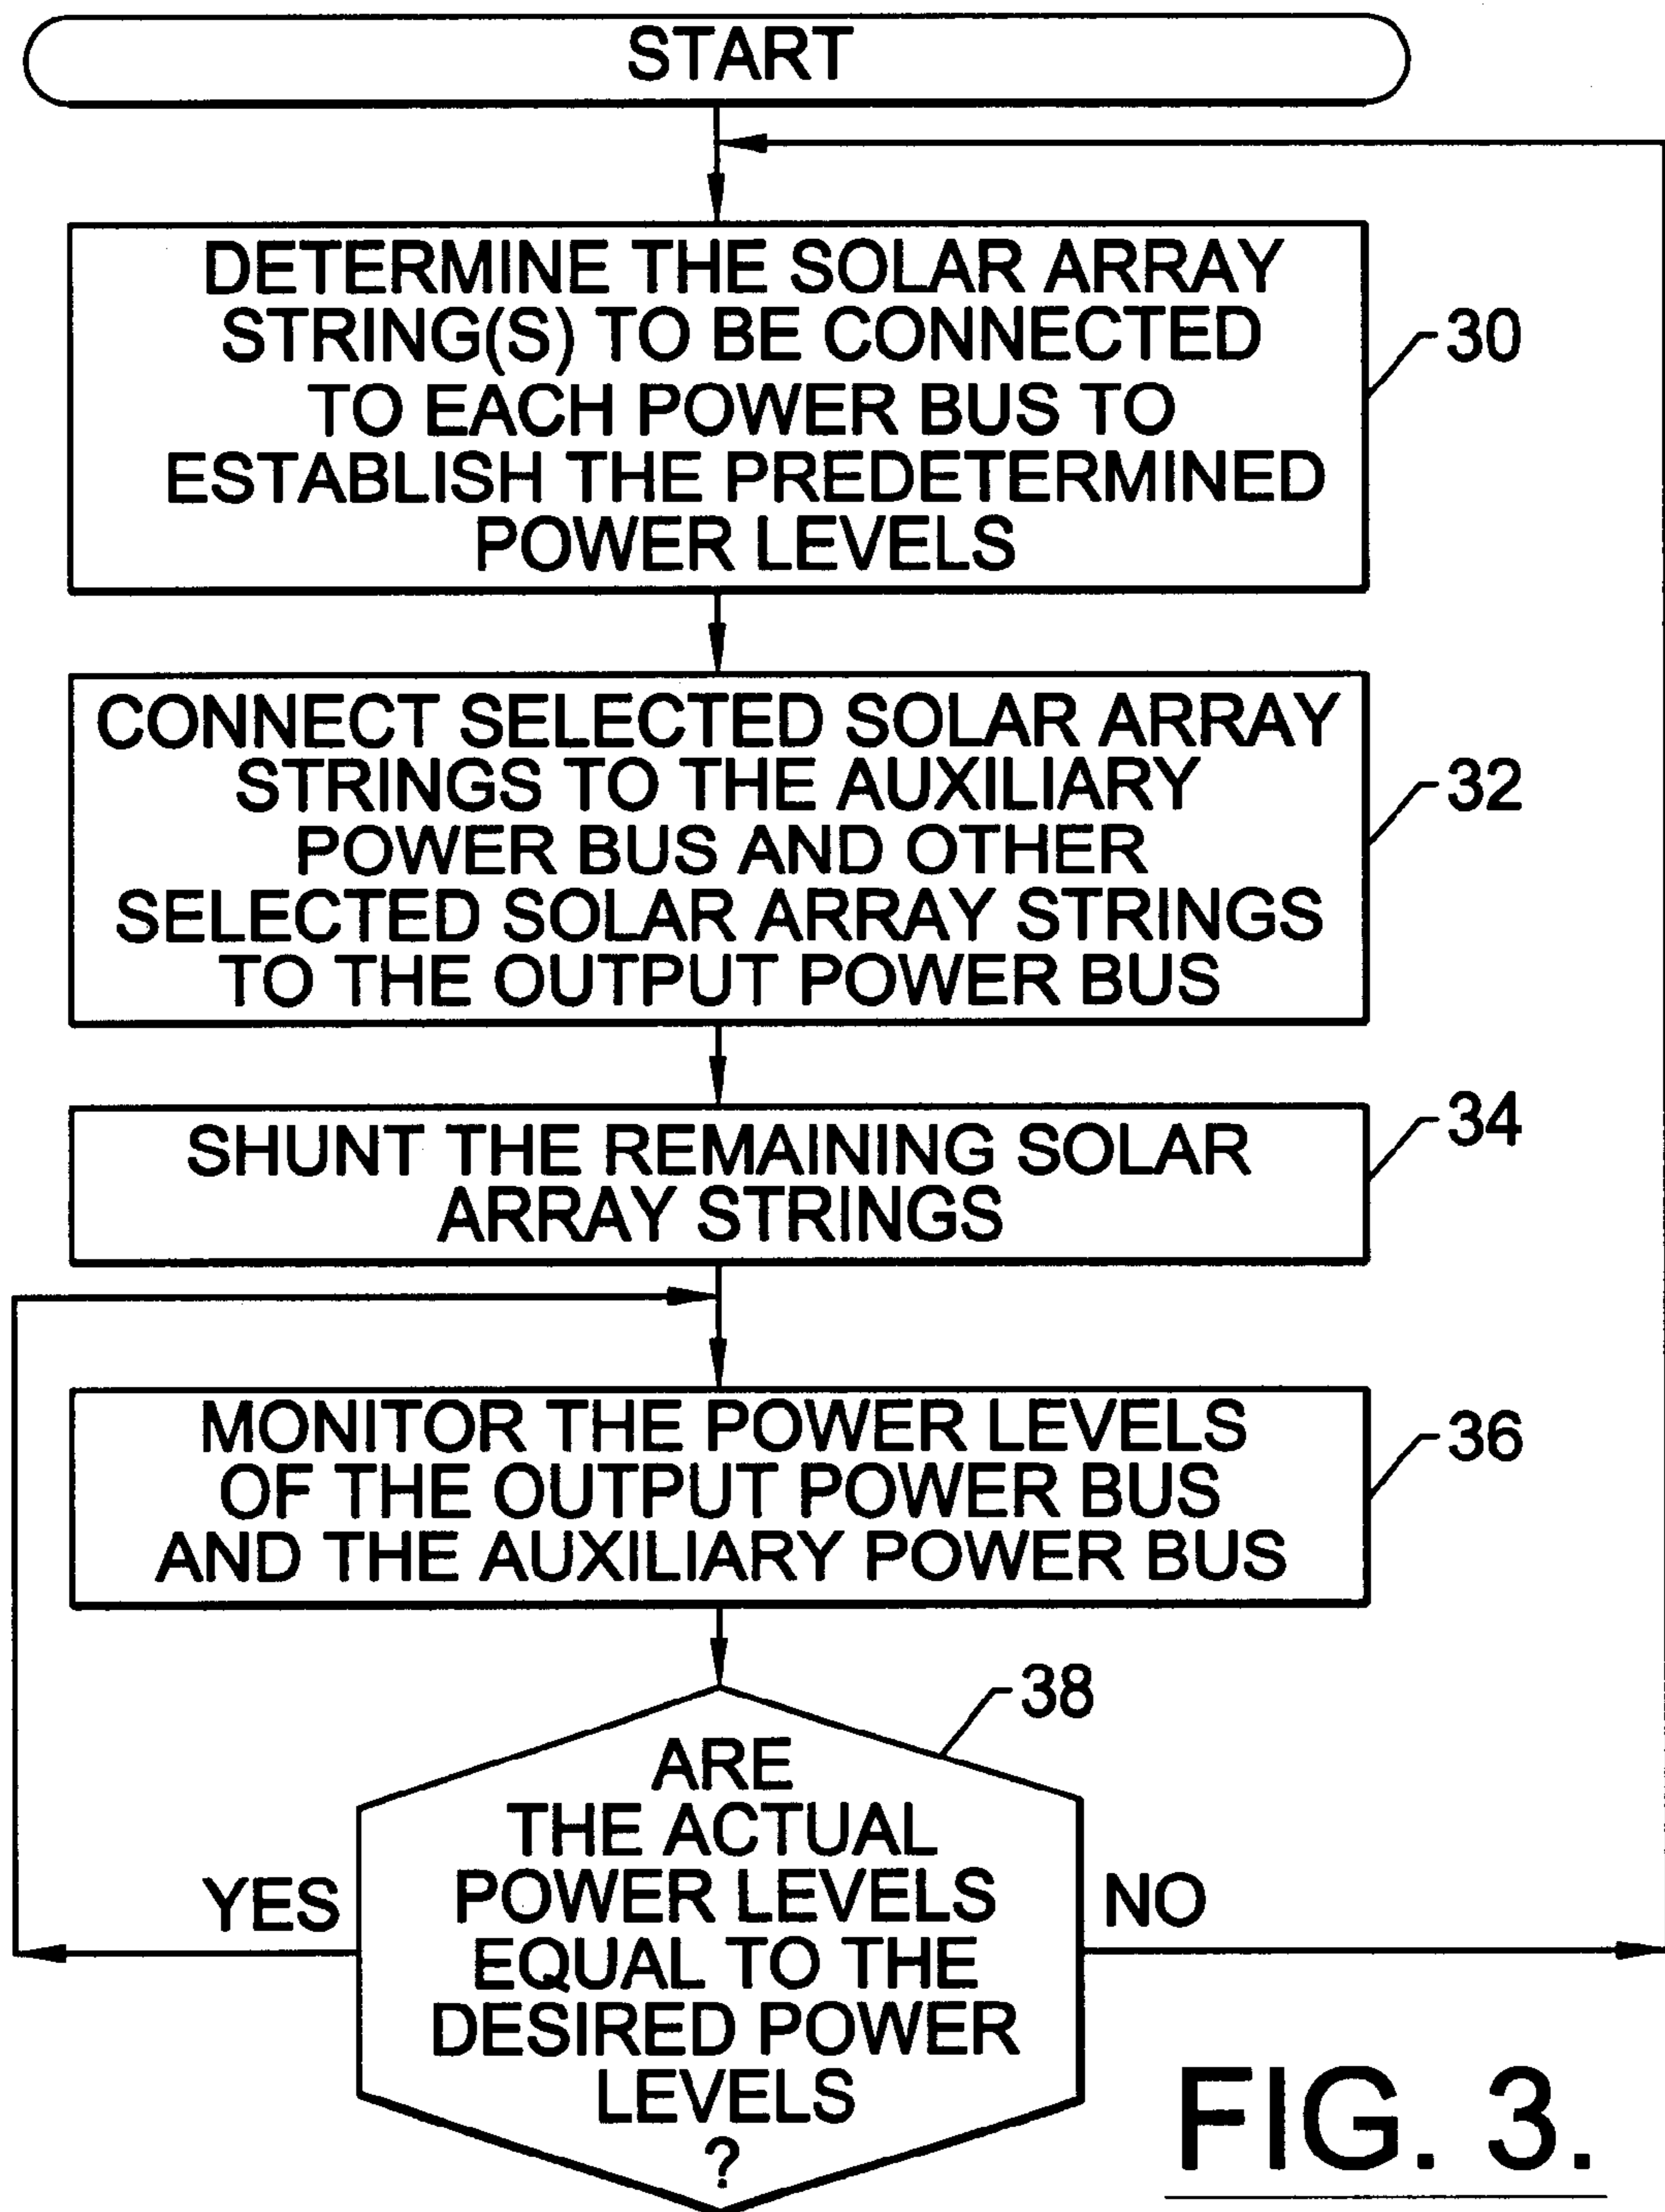 START
DETERMINE THE SOLAR ARRAY
STRING(S) TO BE CONNECTED
TO EACH POWER BUS TO
ESTABLISH THE PREDETERMINED
POWER LEVELS
30
CONNECT SELECTED SOLAR ARRAY
STRINGS TO THE AUXILIARY
POWER BUS AND OTHER
SELECTED SOLAR ARRAY STRINGS
TO THE OUTPUT POWER BUS
32
SHUNT THE REMAINING SOLAR
ARRAY STRINGS
34
MONITOR THE POWER LEVELS
OF THE OUTPUT POWER BUS
AND THE AUXILIARY POWER BUS
36
38
ARE
THE ACTUAL
POWER LEVELS
EQUAL TO THE
DESIRED POWER
LEVELS
?
YES
NO
FIG. 3.